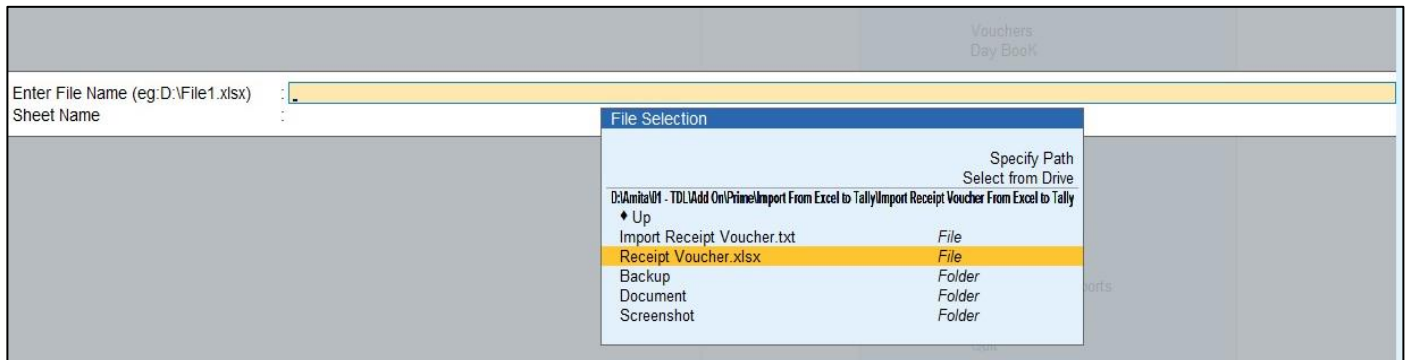 Vouchers
Day BooK
Enter File Name (eg:D:\File1.xlsx) :
Sheet Name :
File Selection
Specify Path
Select from Drive
D:\Amita\01 - TDL\Add On\Prime\Import From Excel to Tally\Import Receipt Voucher From Excel to Tally
♦ Up
Import Receipt Voucher.txt File
Receipt Voucher.xlsx File
Backup Folder
Document Folder
Screenshot Folder